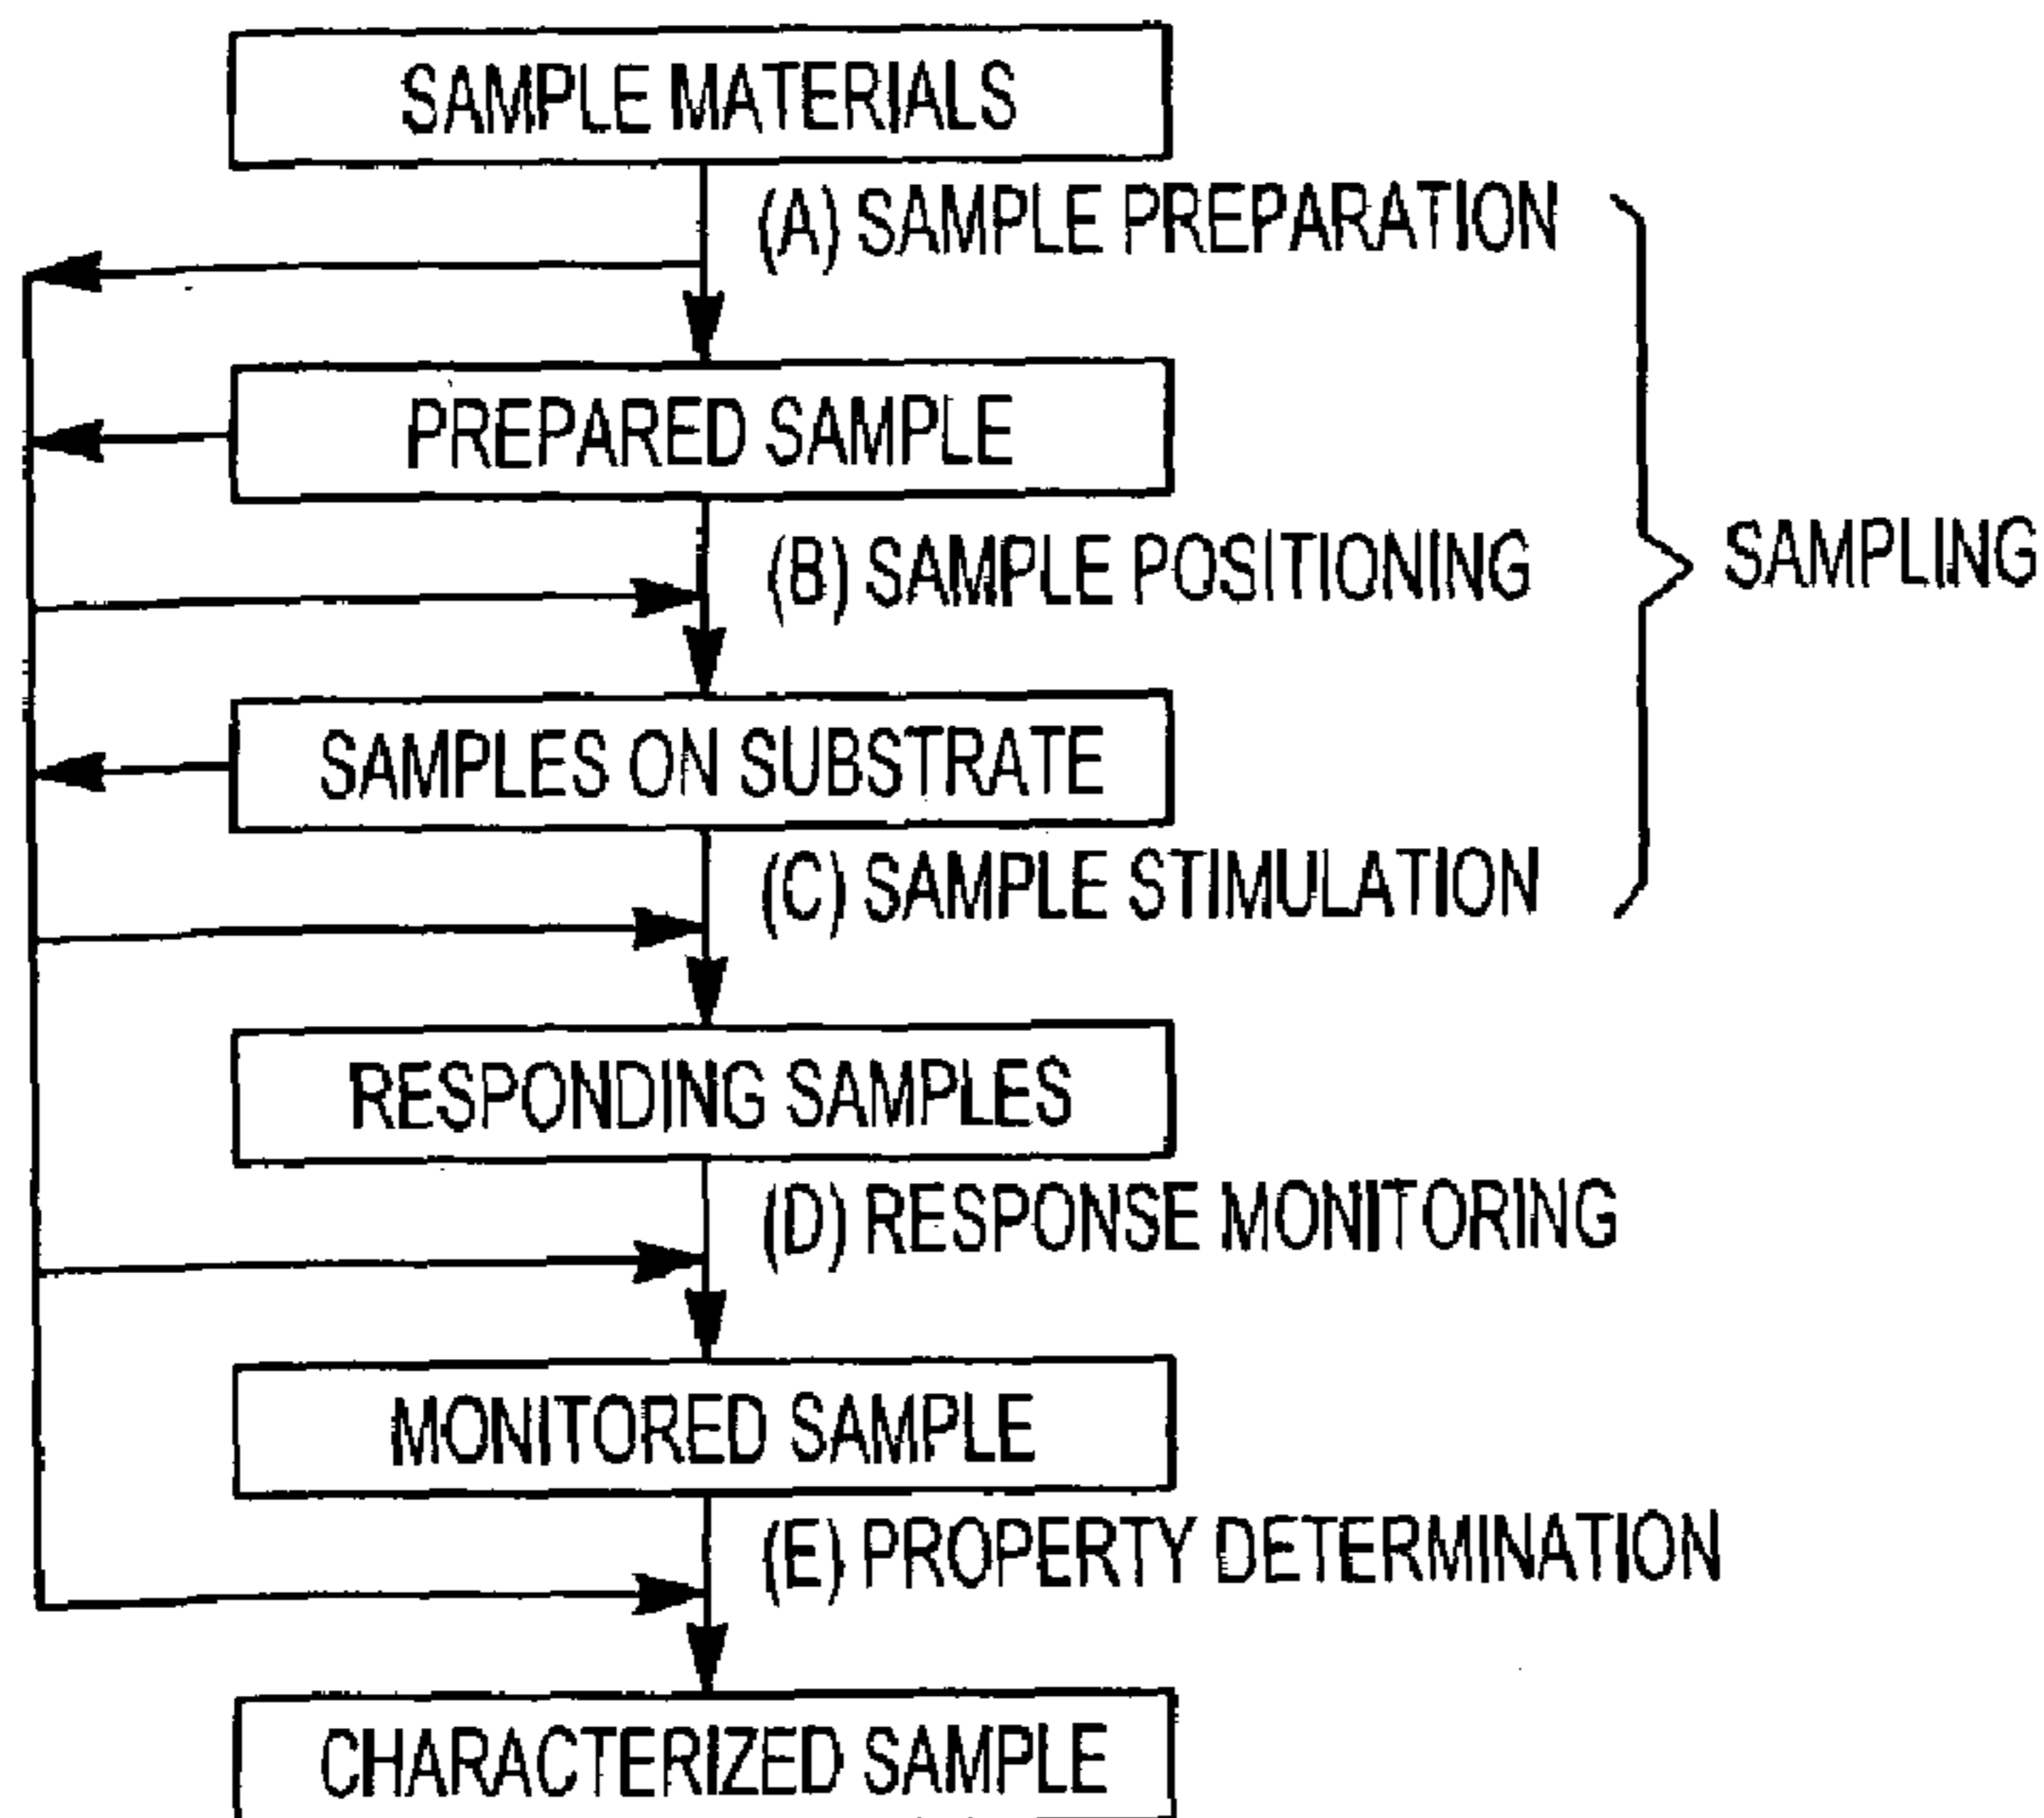 SAMPLE MATERIALS
(A) SAMPLE PREPARATION
PREPARED SAMPLE
(B) SAMPLE POSITIONING
SAMPLING
SAMPLES ON SUBSTRATE
(C) SAMPLE STIMULATION
RESPONDING SAMPLES
(D) RESPONSE MONITORING
MONITORED SAMPLE
(E) PROPERTY DETERMINATION
CHARACTERIZED SAMPLE